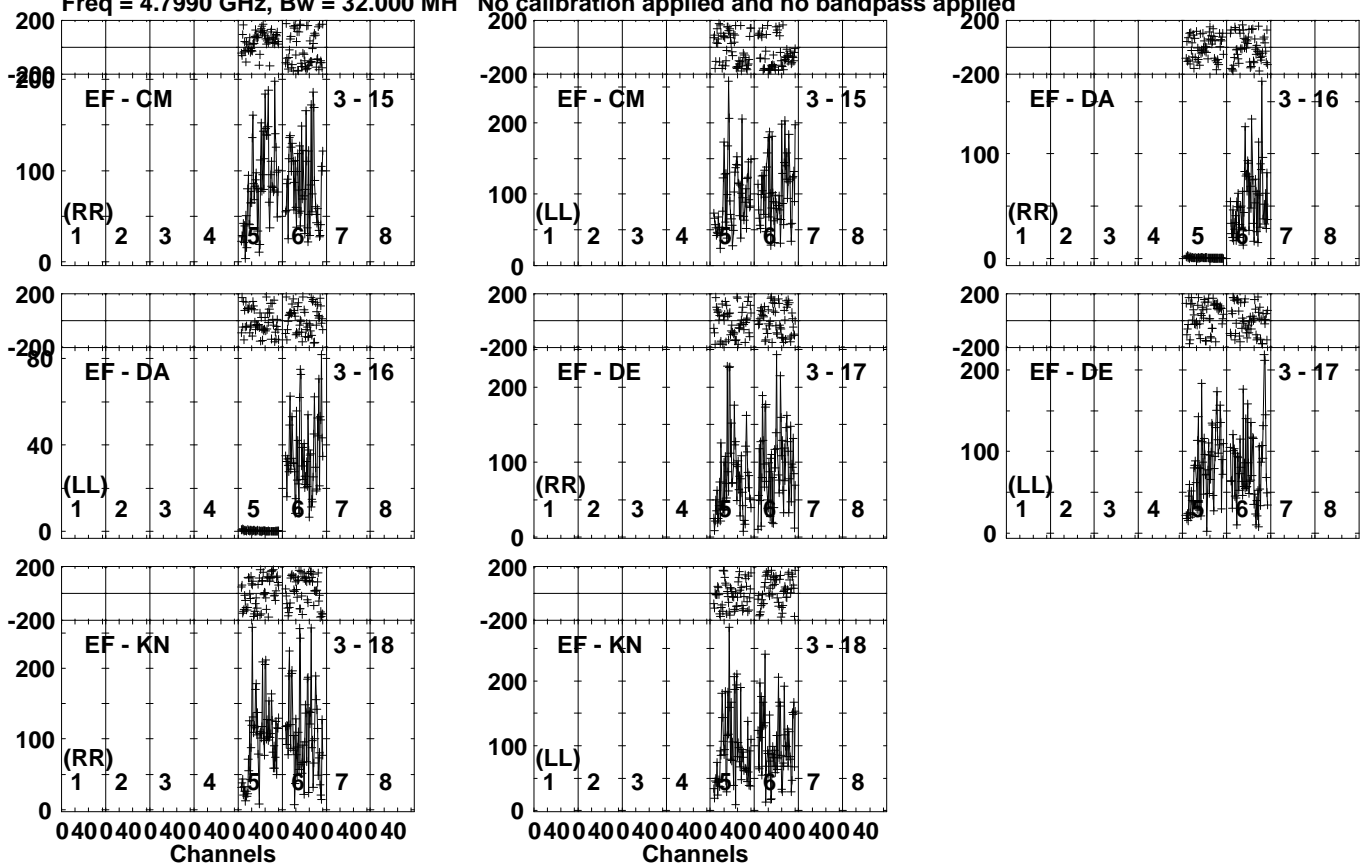 Freq = 4.7990 GHz, Bw = 32.000 MH No calibration applied and no bandpass applied
200
-200
200
EF - CM 3 - 15
100
(RR)
1 2 3 4 5 6 7 8
0
200
-200
EF - CM 3 - 15
200
100
(LL)
1 2 3 4 5 6 7 8
0
200
-200
EF - DA 3 - 16
100
(RR)
1 2 3 4 5 6 7 8
0
200
-200
80
EF - DA 3 - 16
40
(LL)
1 2 3 4 5 6 7 8
0
200
-200
EF - DE 3 - 17
200
100
(RR)
1 2 3 4 5 6 7 8
0
200
-200
EF - DE 3 - 17
200
100
(LL)
1 2 3 4 5 6 7 8
0
200
-200
EF - KN 3 - 18
200
100
(RR)
1 2 3 4 5 6 7 8
0
0 40 0 40 0 40 0 40 0 40 0 40 0 40 0 40
Channels
200
-200
EF - KN 3 - 18
200
100
(LL)
1 2 3 4 5 6 7 8
0
0 40 0 40 0 40 0 40 0 40 0 40 0 40 0 40
Channels